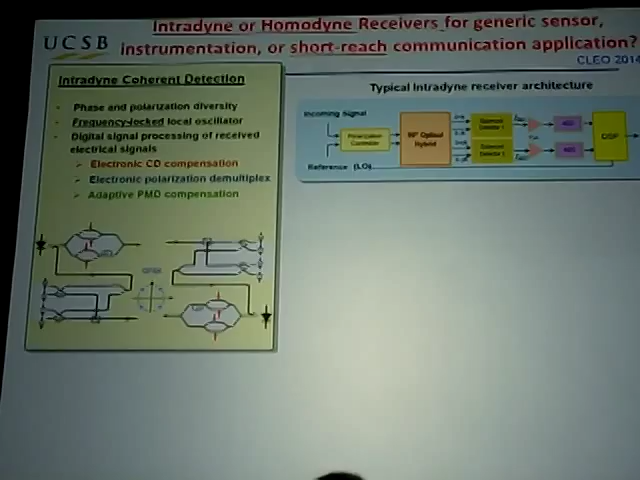 Intradyne or Homodyne Receivers for generic sensor,
instrumentation, or short-reach communication application?
UCSB
CLEO 2014
Intradyne Coherent Detection
Phase and polarization diversity
Frequency-locked local oscillator
Digital signal processing of received
electrical signals
Electronic CD compensation
Electronic polarization demultiplex
Adaptive PMD compensation
Typical Intradyne receiver architecture
Incoming signal
Polarization
Controller
90° Optical
Hybrid
Balanced
Detector 1
Balanced
ADC
ADC
DSP
Reference (LO)